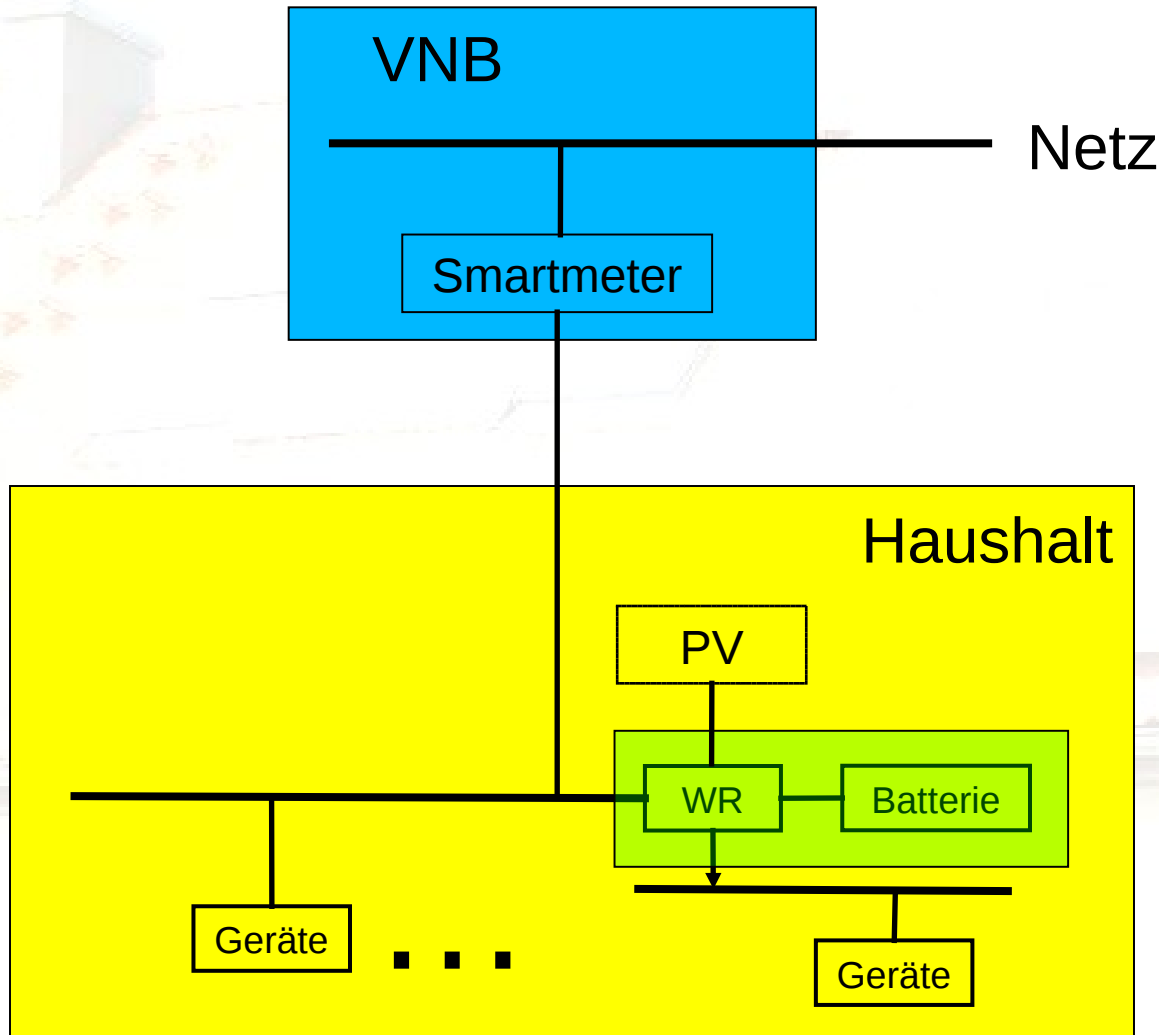 VNB
Netz
Smartmeter
Haushalt
PV
WR
Batterie
Geräte
. . .
Geräte